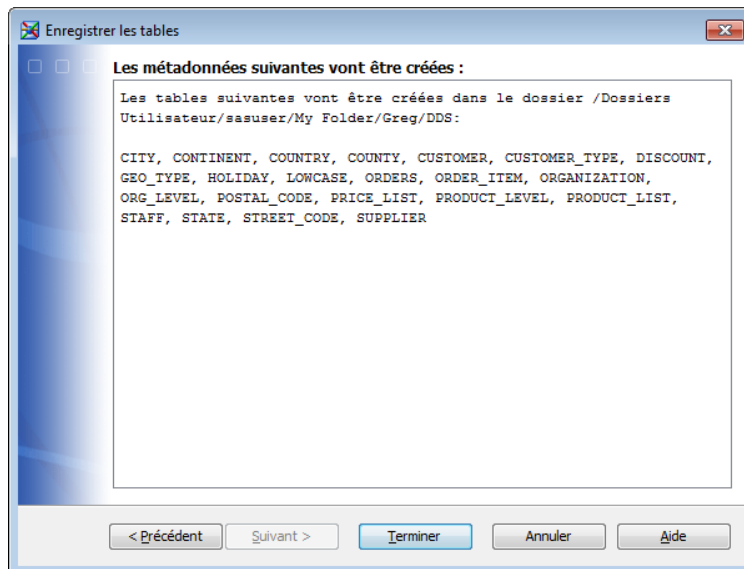 Enregistrer les tables
Les métadonnées suivantes vont être créées :
Les tables suivantes vont être créées dans le dossier /Dossiers
Utilisateur/sasuser/My Folder/Greg/DDS:
CITY, CONTINENT, COUNTRY, COUNTY, CUSTOMER, CUSTOMER_TYPE, DISCOUNT,
GEO_TYPE, HOLIDAY, LOWCASE, ORDERS, ORDER_ITEM, ORGANIZATION,
ORG_LEVEL, POSTAL_CODE, PRICE_LIST, PRODUCT_LEVEL, PRODUCT_LIST,
STAFF, STATE, STREET_CODE, SUPPLIER
< Précédent Suivant > Terminer Annuler Aide